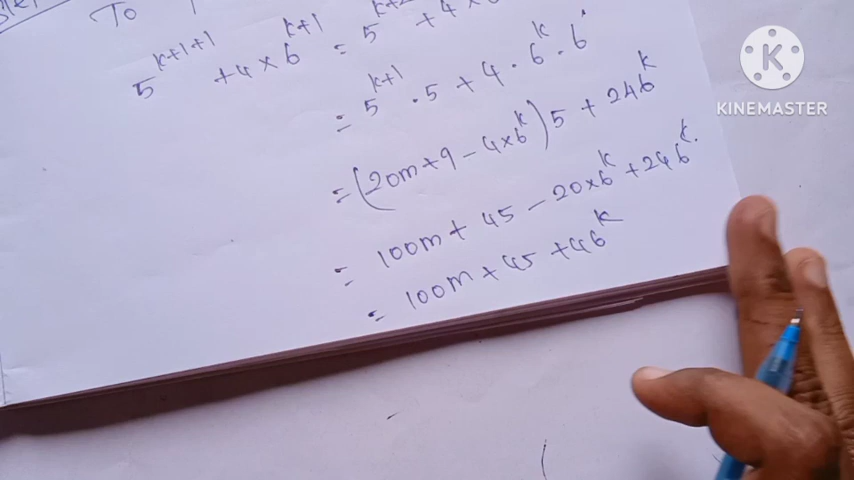 To
5^{k+1+1} + 4 × 6^{k+1} = 5^{k+2} + 4 ×
= 5^{k+1} · 5 + 4 · 6^k · 6^1
= (20m + 9 - 4×6^k) 5 + 24 6^k
= 100m + 45 - 20×6^k + 24 6^k.
= 100m + 45 + 4 6^k
K
KINEMASTER